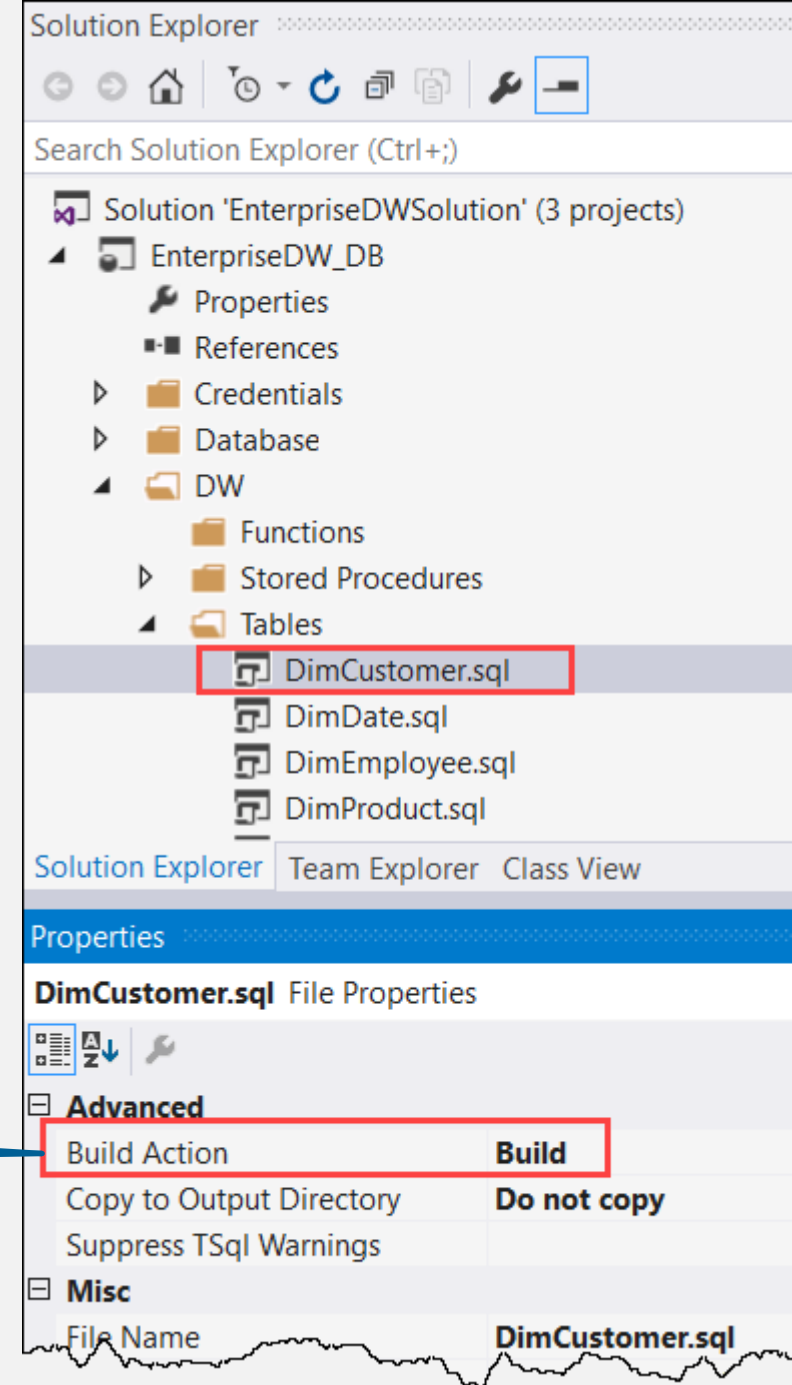 Solution Explorer
Search Solution Explorer (Ctrl+;)
Solution 'EnterpriseDWSolution' (3 projects)
EnterpriseDW_DB
Properties
References
Credentials
Database
DW
Functions
Stored Procedures
Tables
DimCustomer.sql
DimDate.sql
DimEmployee.sql
DimProduct.sql
Solution Explorer Team Explorer Class View
Properties
DimCustomer.sql File Properties
Advanced
Build Action Build
Copy to Output Directory Do not copy
Suppress TSql Warnings
Misc
File Name DimCustomer.sql